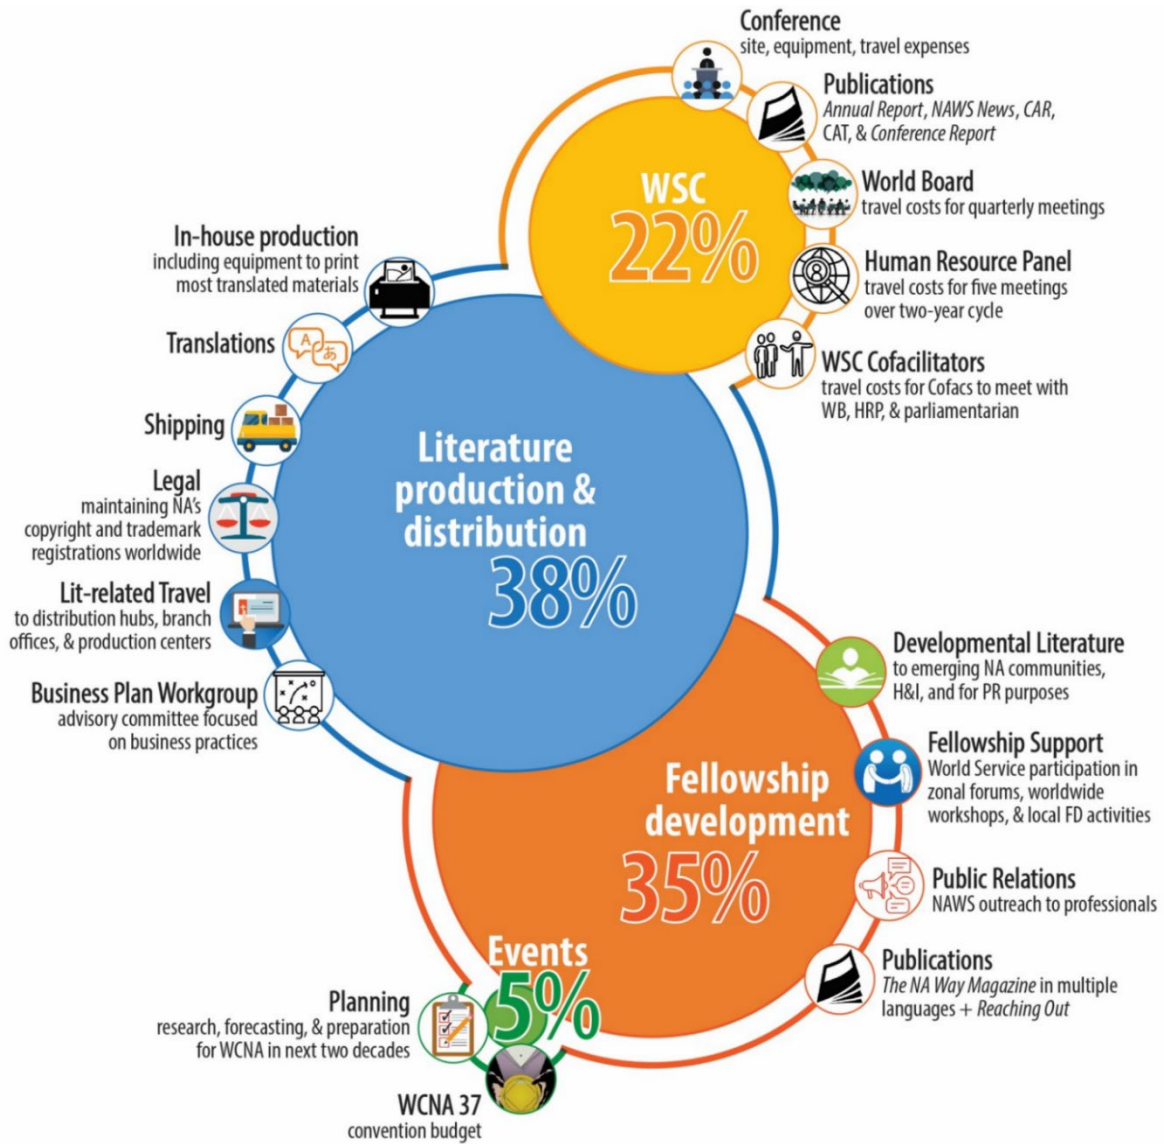 Conference
site, equipment, travel expenses
Publications
Annual Report, NAWS News, CAR,
CAT, & Conference Report
World Board
travel costs for quarterly meetings
Human Resource Panel
travel costs for five meetings
over two-year cycle
WSC Cofacilitators
travel costs for Cofacs to meet with
WB, HRP, & parliamentarian
WSC
22%
In-house production
including equipment to print
most translated materials
Translations
A
あ
Shipping
Legal
maintaining NA's
copyright and trademark
registrations worldwide
Lit-related Travel
to distribution hubs, branch
offices, & production centers
Business Plan Workgroup
advisory committee focused
on business practices
Literature
production &
distribution
38%
Developmental Literature
to emerging NA communities,
H&I, and for PR purposes
Fellowship Support
World Service participation in
zonal forums, worldwide
workshops, & local FD activities
Public Relations
NAWS outreach to professionals
Publications
The NA Way Magazine in multiple
languages + Reaching Out
Fellowship
development
35%
Events
5%
Planning
research, forecasting, & preparation
for WCNA in next two decades
WCNA 37
convention budget